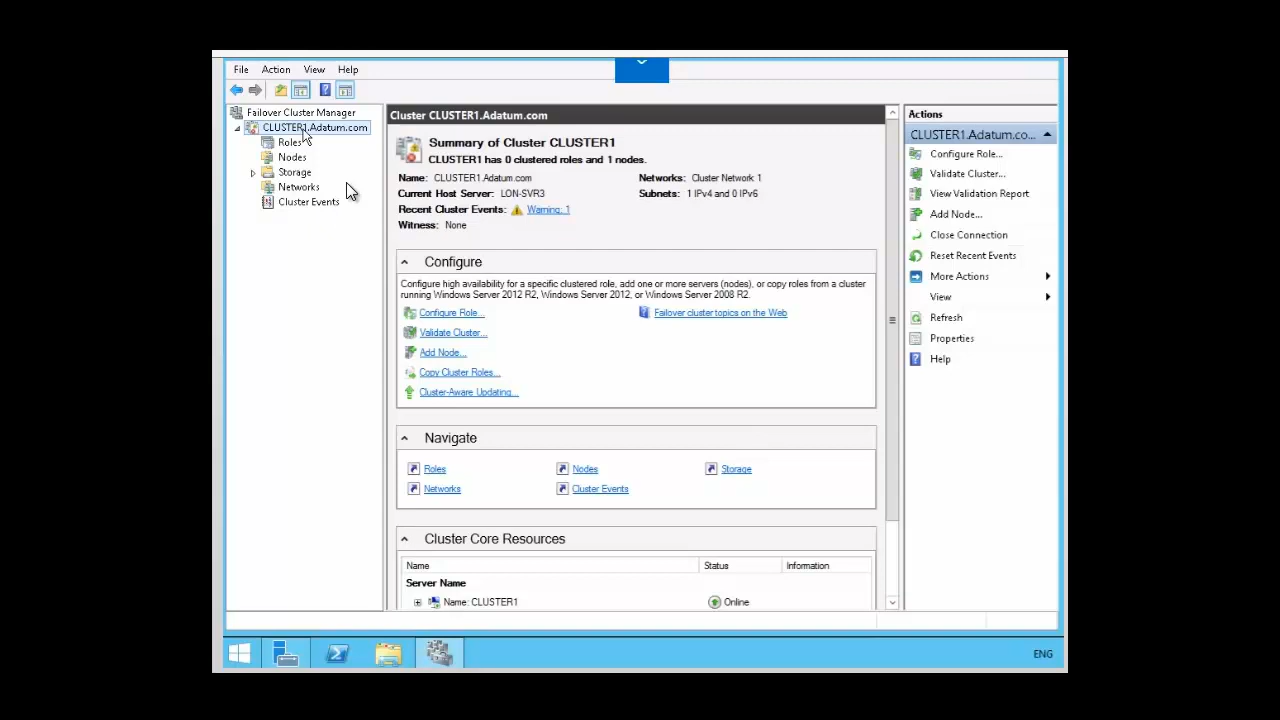 File Action View Help
Failover Cluster Manager
CLUSTER1.Adatum.com
Roles
Nodes
Storage
Networks
Cluster Events
Cluster CLUSTER1.Adatum.com
Summary of Cluster CLUSTER1
CLUSTER1 has 0 clustered roles and 1 nodes.
Name: CLUSTER1.Adatum.com Networks: Cluster Network 1
Current Host Server: LON-SVR3 Subnets: 1 IPv4 and 0 IPv6
Recent Cluster Events: Warning: 1
Witness: None
Configure
Configure high availability for a specific clustered role, add one or more servers (nodes), or copy roles from a cluster
running Windows Server 2012 R2, Windows Server 2012, or Windows Server 2008 R2.
Configure Role... Failover cluster topics on the Web
Validate Cluster...
Add Node...
Copy Cluster Roles...
Cluster-Aware Updating...
Navigate
Roles Nodes Storage
Networks Cluster Events
Cluster Core Resources
Name Status Information
Server Name
Name: CLUSTER1 Online
Actions
CLUSTER1.Adatum.co...
Configure Role...
Validate Cluster...
View Validation Report
Add Node...
Close Connection
Reset Recent Events
More Actions
View
Refresh
Properties
Help
ENG